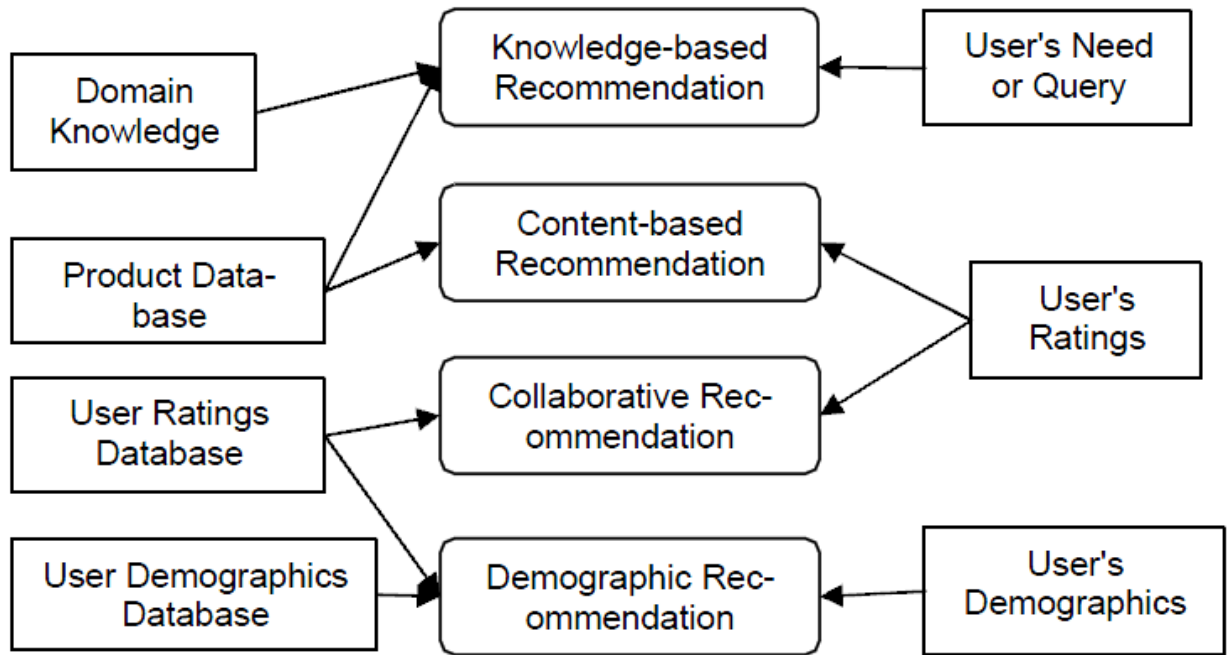 Domain
Knowledge
Product Data-
base
User Ratings
Database
User Demographics
Database
Knowledge-based
Recommendation
Content-based
Recommendation
Collaborative Rec-
ommendation
Demographic Rec-
ommendation
User's Need
or Query
User's
Ratings
User's
Demographics